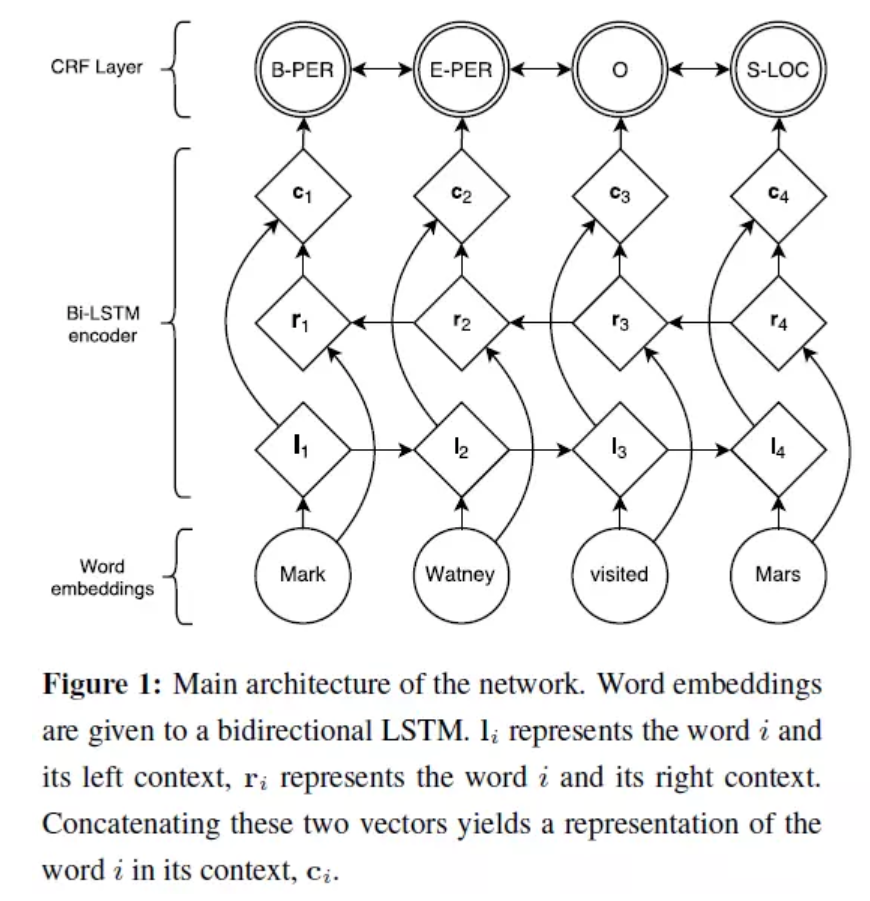 CRF Layer
B-PER E-PER O S-LOC
c1 c2 c3 c4
Bi-LSTM
encoder
r1 r2 r3 r4
l1 l2 l3 l4
Word
embeddings
Mark Watney visited Mars
Figure 1: Main architecture of the network. Word embeddings
are given to a bidirectional LSTM. li represents the word i and
its left context, ri represents the word i and its right context.
Concatenating these two vectors yields a representation of the
word i in its context, ci.